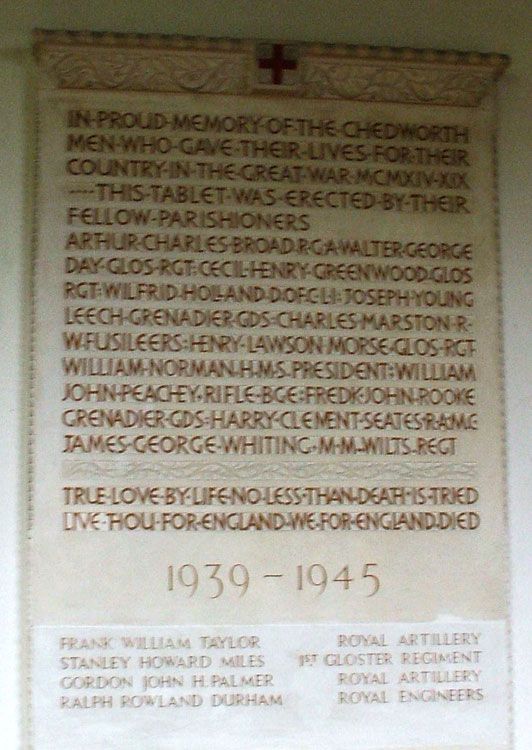 IN·PROUD·MEMORY·OF·THE·CHEDWORTH
MEN·WHO·GAVE·THEIR·LIVES·FOR·THEIR
COUNTRY·IN·THE·GREAT·WAR·MCMXIV·XIX
····THIS·TABLET·WAS·ERECTED·BY·THEIR
FELLOW·PARISHIONERS
ARTHUR·CHARLES·BROAD·R·G·A·WALTER·GEORGE
DAY·GLOS·RGT:CECIL·HENRY·GREENWOOD·GLOS
RGT:WILFRID·HOLLAND·D.OF.C.L.I:JOSEPH·YOUNG
LEECH·GRENADIER·GDS·CHARLES·MARSTON·R·
W·FUSILEERS:HENRY·LAWSON·MORSE·GLOS·RGT
WILLIAM·NORMAN·H·M·S·PRESIDENT:WILLIAM
JOHN·PEACHEY·RIFLE·BGE:FREDK·JOHN·ROOKE
GRENADIER·GDS·HARRY·CLEMENT·SEATES·R·A·M·C
JAMES·GEORGE·WHITING·M·M·WILTS·REGT
TRUE·LOVE·BY·LIFE·NO·LESS·THAN·DEATH·IS·TRIED
LIVE·THOU·FOR·ENGLAND·WE·FOR·ENGLAND·DIED
1939-1945
FRANK WILLIAM TAYLOR ROYAL ARTILLERY
STANLEY HOWARD MILES 1ST GLOSTER REGIMENT
GORDON JOHN H. PALMER ROYAL ARTILLERY
RALPH ROWLAND DURHAM ROYAL ENGINEERS